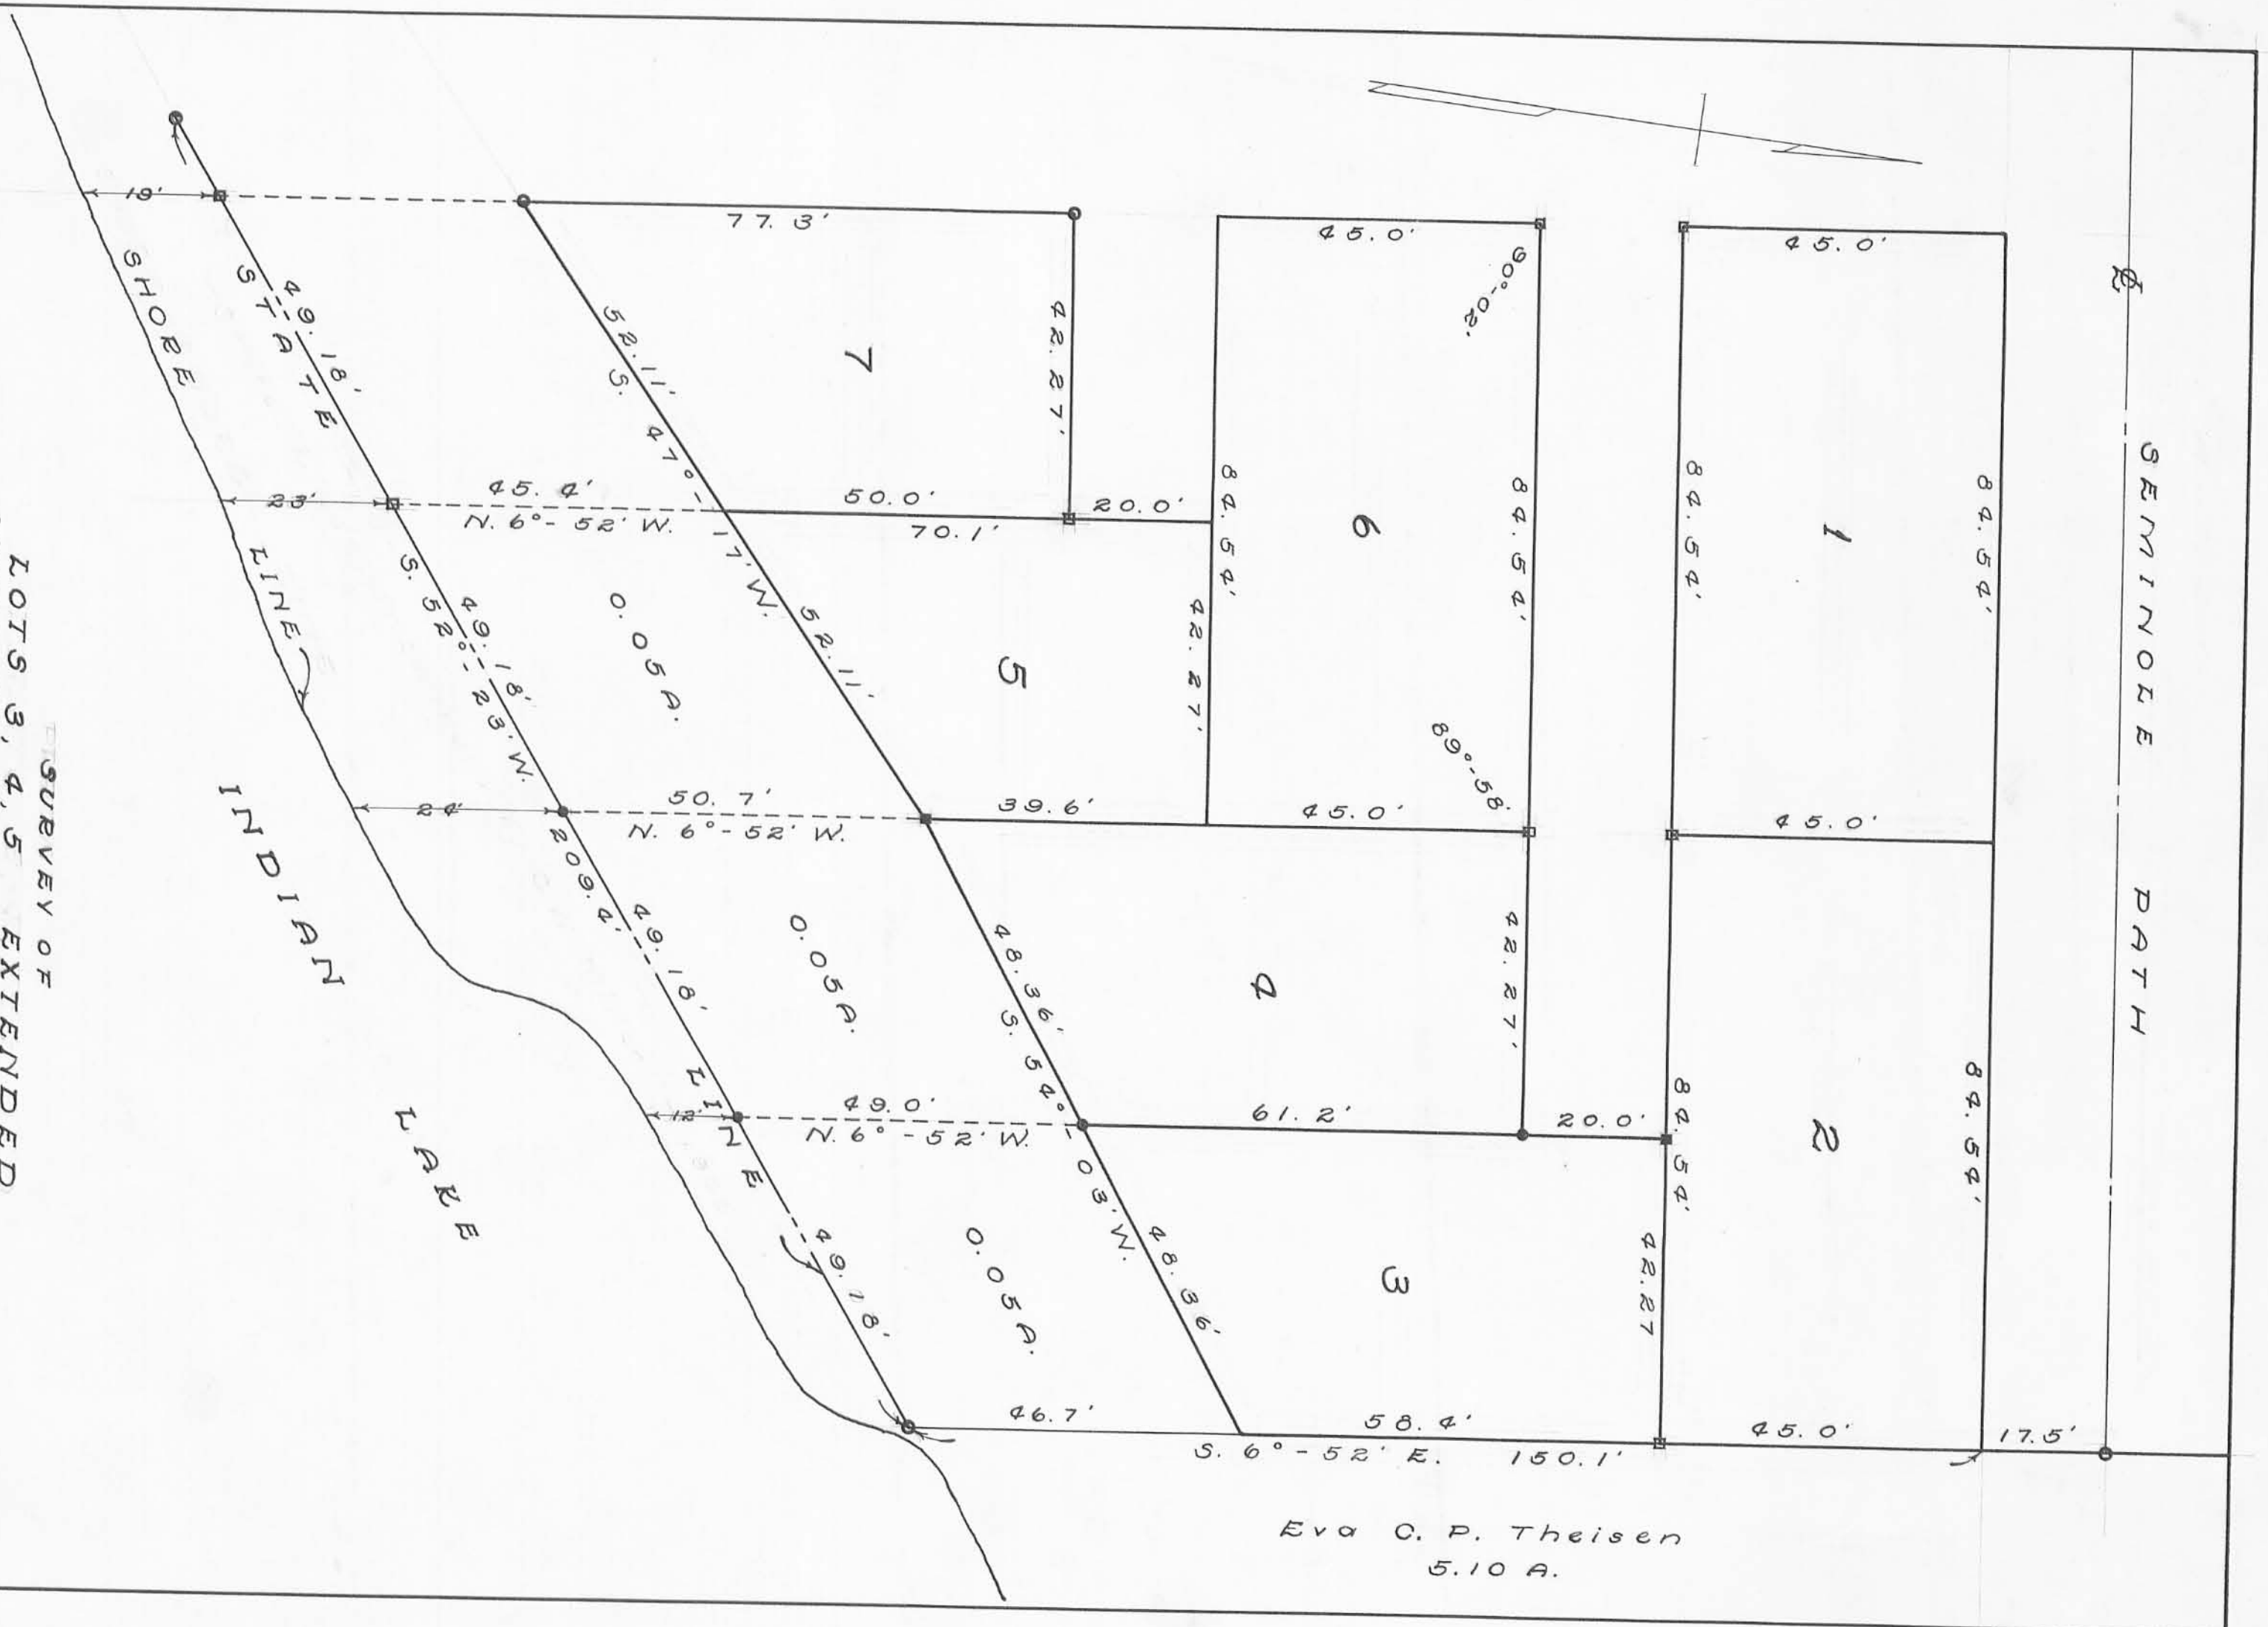 SEMINOLE PATH
45.0'
84.54'
1
84.54'
45.0'
84.54'
2
84.54'
45.0'
17.5'
45.0'
90°-02'
84.54'
6
84.54'
89°-58'
45.0'
77.3'
42.27'
7
52.11'
S. 47°-17' W.
50.0'
20.0'
70.1'
42.27'
5
52.11'
39.6'
42.27'
4
48.36'
S. 54°-03' W.
61.2'
20.0'
42.27
3
48.36'
58.4'
46.7'
S. 6°-52' E. 150.1'
45.4'
N. 6°-52' W.
0.05 A.
50.7'
N. 6°-52' W.
0.05 A.
49.0'
N. 6°-52' W.
0.05 A.
STATE LINE
49.18'
49.18'
S. 52°-23' W. 209.4'
49.18'
49.18'
19'
23'
24'
12'
SHORE LINE
INDIAN LAKE
Eva C. P. Theisen
5.10 A.
SURVEY OF
LOTS 3, 4, 5 EXTENDED